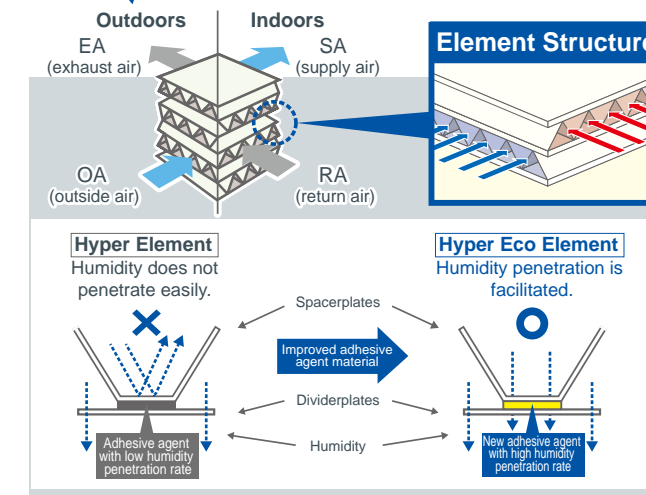 Outdoors
Indoors
EA
(exhaust air)
SA
(supply air)
Element Structure
OA
(outside air)
RA
(return air)
Hyper Element
Humidity does not
penetrate easily.
Hyper Eco Element
Humidity penetration is
facilitated.
Spacerplates
Improved adhesive
agent material
Dividerplates
Humidity
Adhesive agent
with low humidity
penetration rate
New adhesive agent
with high humidity
penetration rate